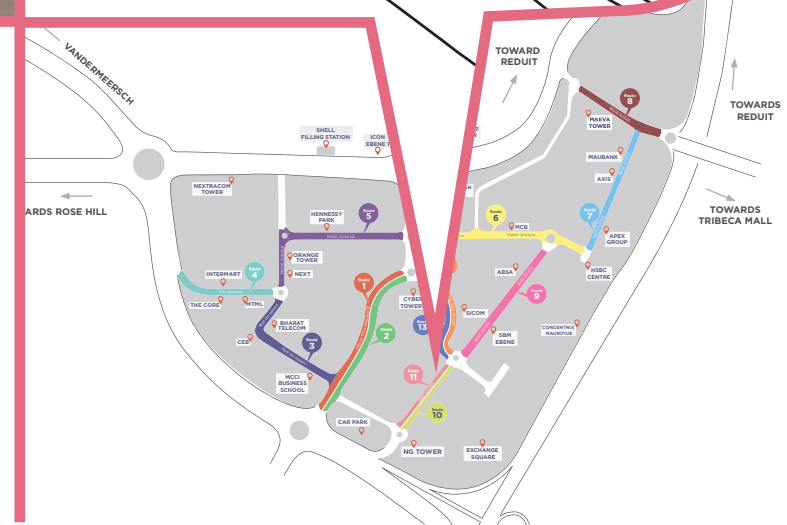 VANDERMEERSCH
TOWARD
REDUIT
Route
8
MAEVA
TOWER
TOWARDS
REDUIT
SHELL
FILLING STATION
ICON
EBENE
MAUBANK
AXIS
NEXTRACOM
TOWER
ARDS ROSE HILL
HENNESSY
PARK
Route
5
Route
6
MCB
Route
7
APEX
GROUP
TOWARDS
TRIBECA MALL
ORANGE
TOWER
NEXT
INTERMART
Route
4
THE CORE
MTML
Route
1
CYBER
TOWER
ABSA
HSBC
CENTRE
Route
9
BHARAT
TELECOM
CEB
Route
3
Route
2
13
SICOM
SBM
EBENE
CONCENTRIX
MAURITIUS
MCCI
BUSINESS
SCHOOL
Route
11
Route
10
CAR PARK
NG TOWER
EXCHANGE
SQUARE